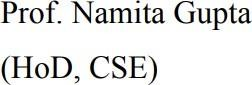 Prof. Namita Gupta
(HoD, CSE)